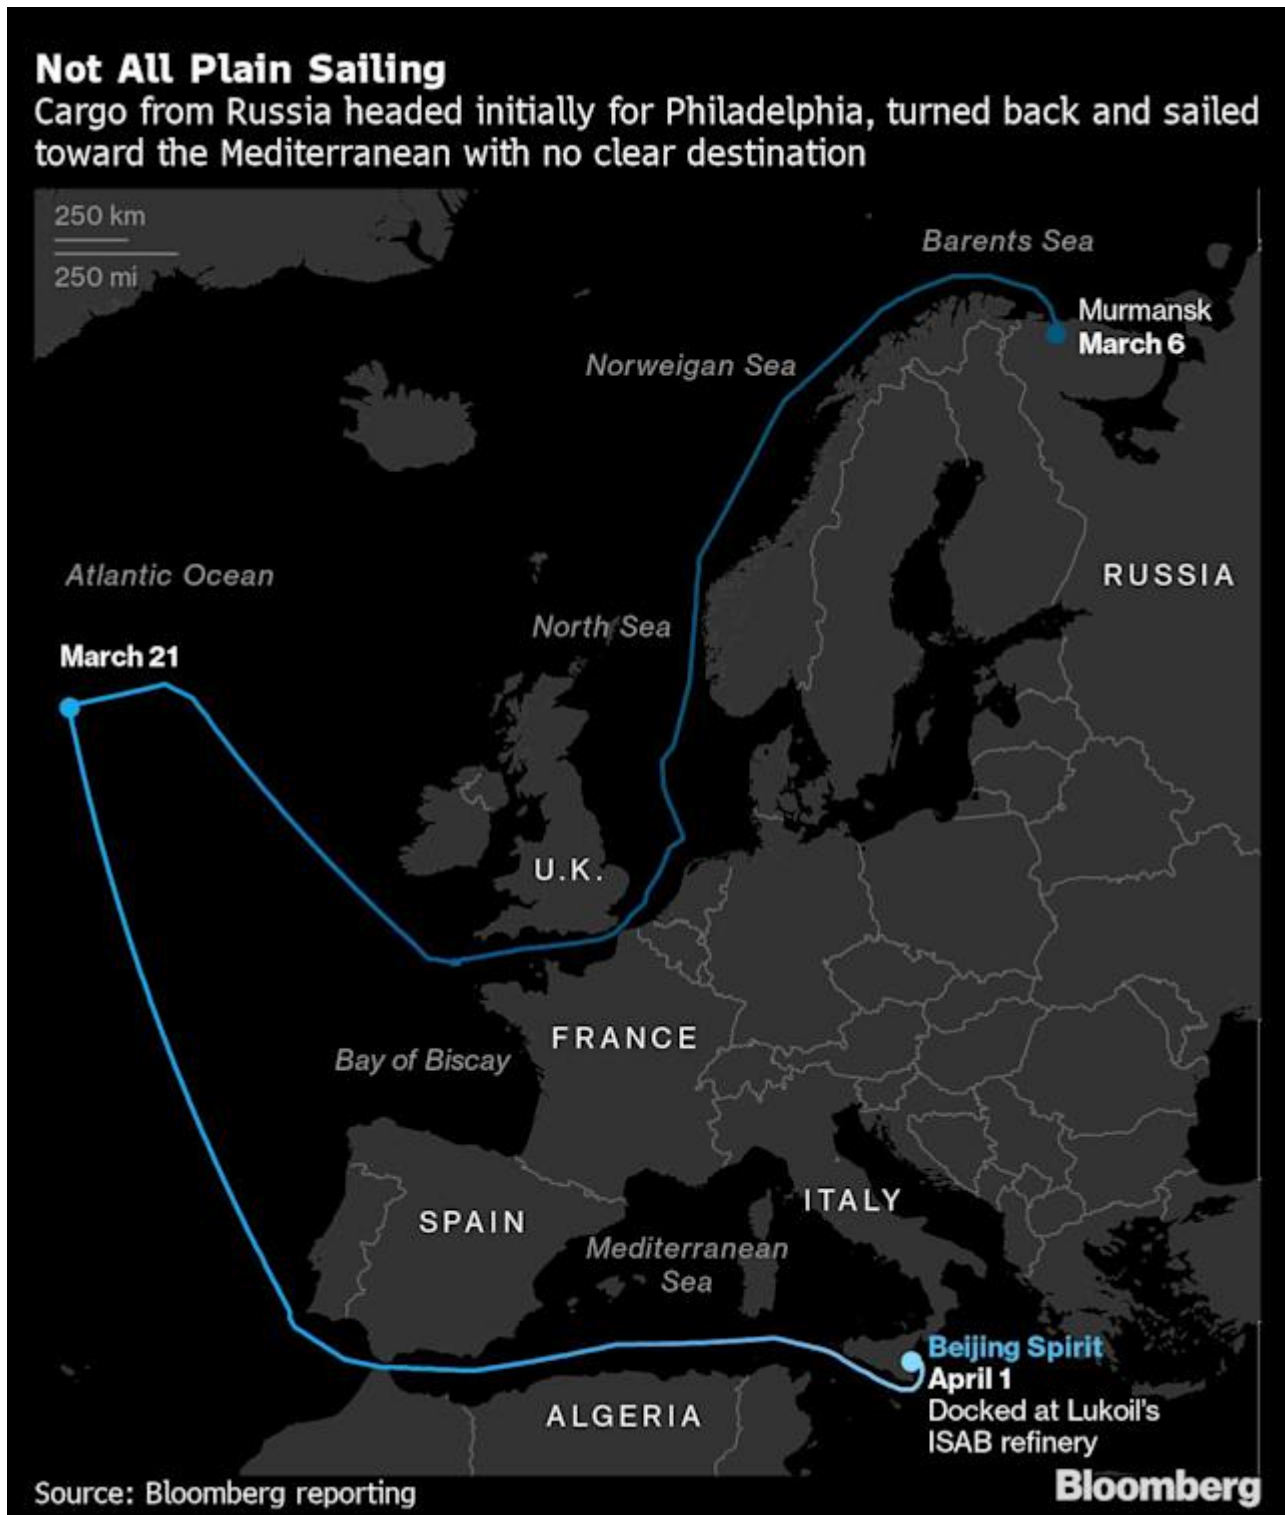 Not All Plain Sailing
Cargo from Russia headed initially for Philadelphia, turned back and sailed
toward the Mediterranean with no clear destination
250 km
250 mi
Barents Sea
Murmansk
March 6
Norweigan Sea
Atlantic Ocean
RUSSIA
North Sea
March 21
U.K.
FRANCE
Bay of Biscay
ITALY
SPAIN
Mediterranean
Sea
Beijing Spirit
April 1
Docked at Lukoil's
ISAB refinery
ALGERIA
Source: Bloomberg reporting
Bloomberg